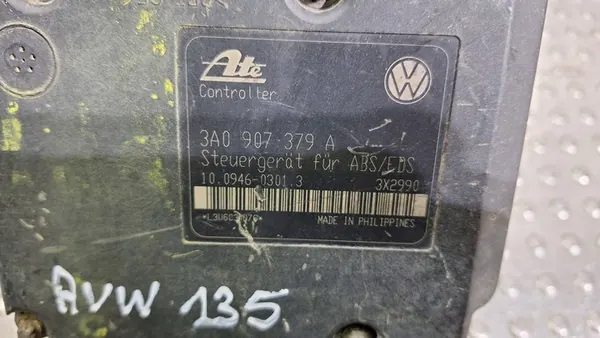 Ate
Controller
3A0 907 379 A
Steuergerät für ABS/EDS
10.0946-0301.3 3X2990
MADE IN PHILIPPINES
AVW 135